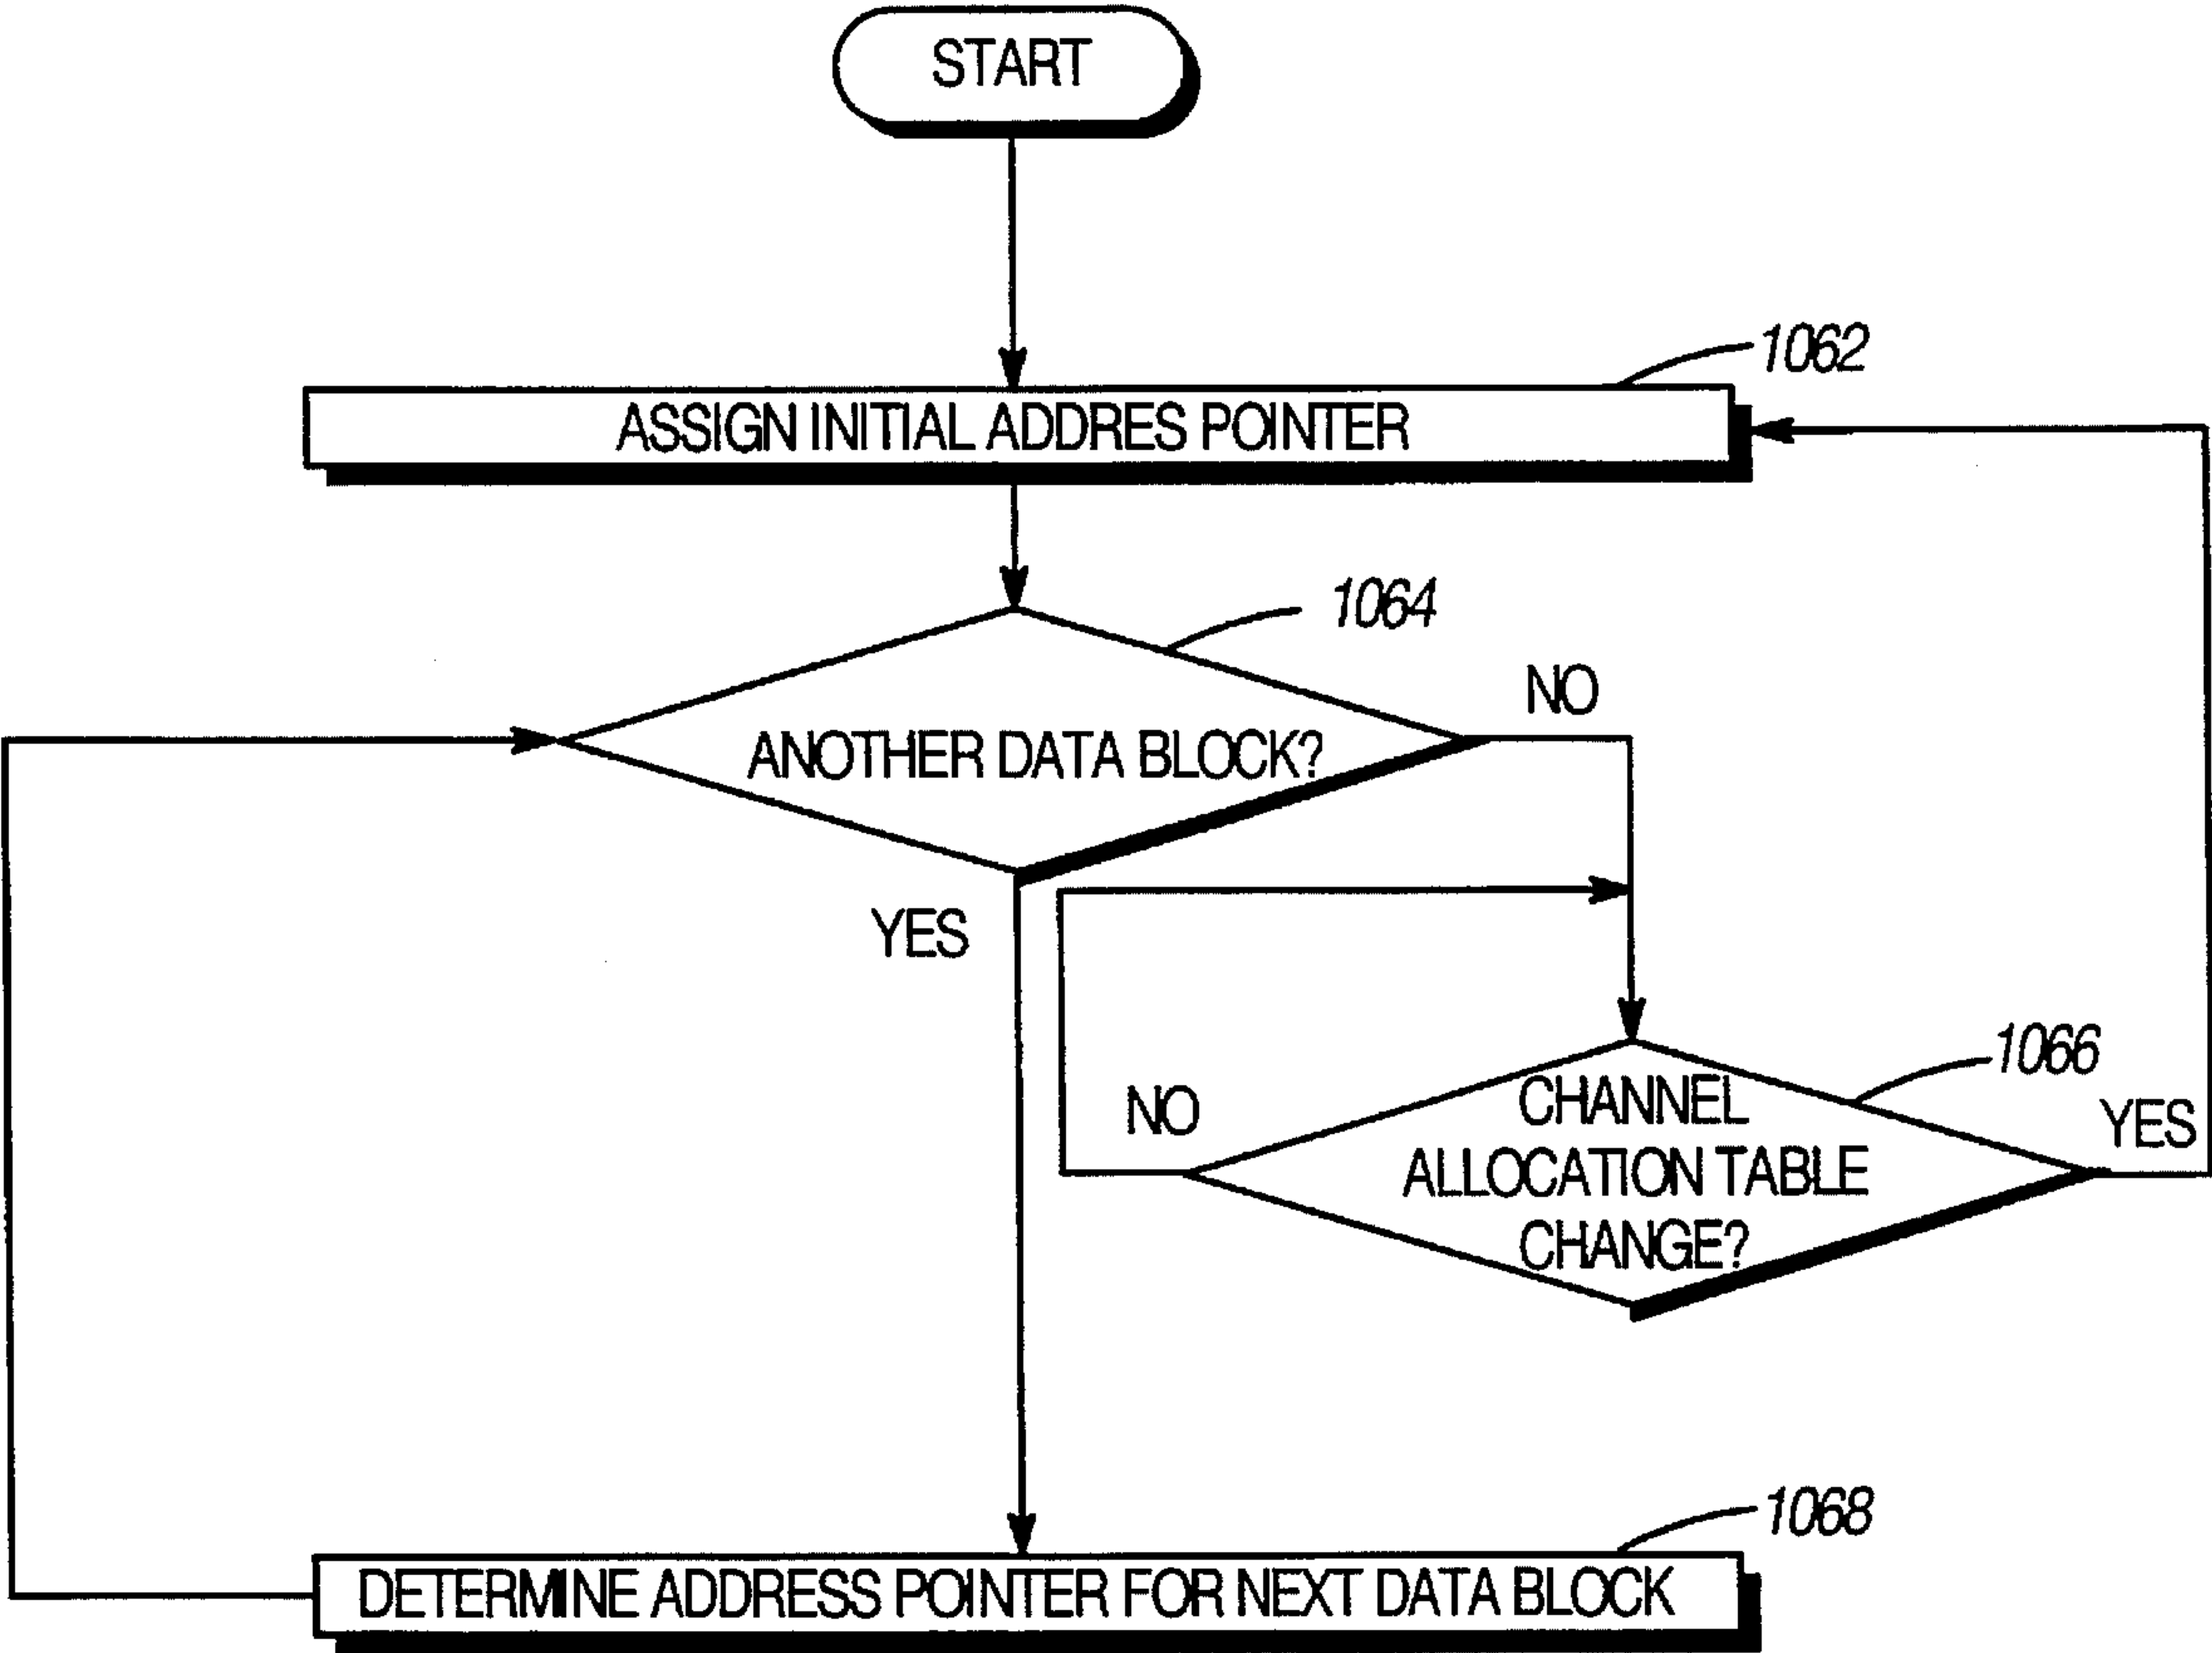 START
1062
ASSIGN INITIAL ADDRES POINTER
1064
NO
ANOTHER DATA BLOCK?
YES
1066
NO
CHANNEL
YES
ALLOCATION TABLE
CHANGE?
1068
DETERMINE ADDRESS POINTER FOR NEXT DATA BLOCK